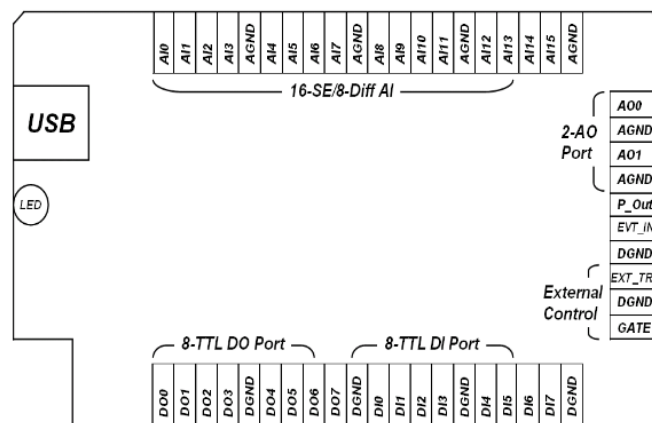 AI0 AI1 AI2 AI3 AGND AI4 AI5 AI6 AI7 AGND AI8 AI9 AI10 AI11 AGND AI12 AI13 AI14 AI15 AGND
16-SE/8-Diff AI
USB
LED
2-AO
Port
AO0
AGND
AO1
AGND
P_Out
EVT_IN
DGND
EXT_TR
DGND
GATE
External
Control
8-TTL DO Port
8-TTL DI Port
DO0 DO1 DO2 DO3 DGND DO4 DO5 DO6 DO7 DGND DI0 DI1 DI2 DI3 DGND DI4 DI5 DI6 DI7 DGND